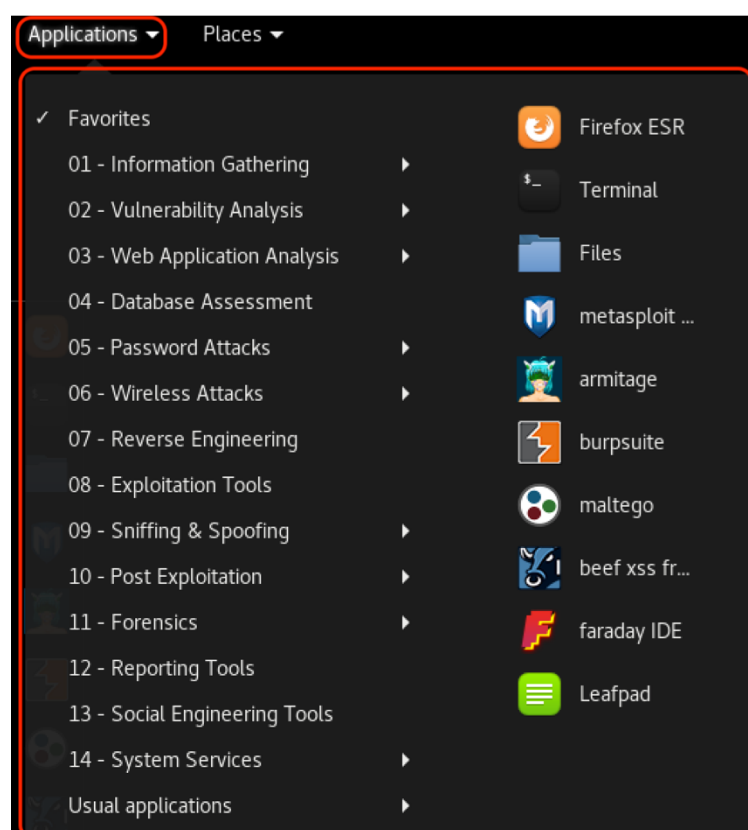 Applications Places
Favorites
01 - Information Gathering
02 - Vulnerability Analysis
03 - Web Application Analysis
04 - Database Assessment
05 - Password Attacks
06 - Wireless Attacks
07 - Reverse Engineering
08 - Exploitation Tools
09 - Sniffing & Spoofing
10 - Post Exploitation
11 - Forensics
12 - Reporting Tools
13 - Social Engineering Tools
14 - System Services
Usual applications
Firefox ESR
$_
Terminal
Files
metasploit ...
armitage
burpsuite
maltego
beef xss fr...
faraday IDE
Leafpad